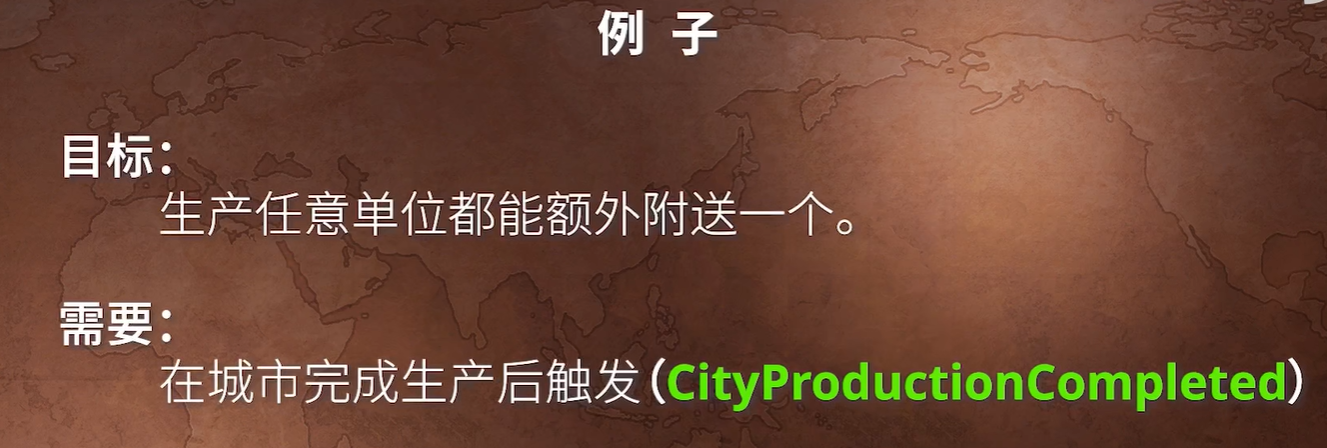 例 子
目标：
生产任意单位都能额外附送一个。
需要：
在城市完成生产后触发(CityProductionCompleted)